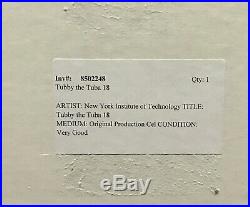 Inv#: 8502248 Qty: 1
Tubby the Tuba 18
ARTIST: New York Institute of Technology TITLE:
Tubby the Tuba 18
MEDIUM: Original Production Cel CONDITION:
Very Good